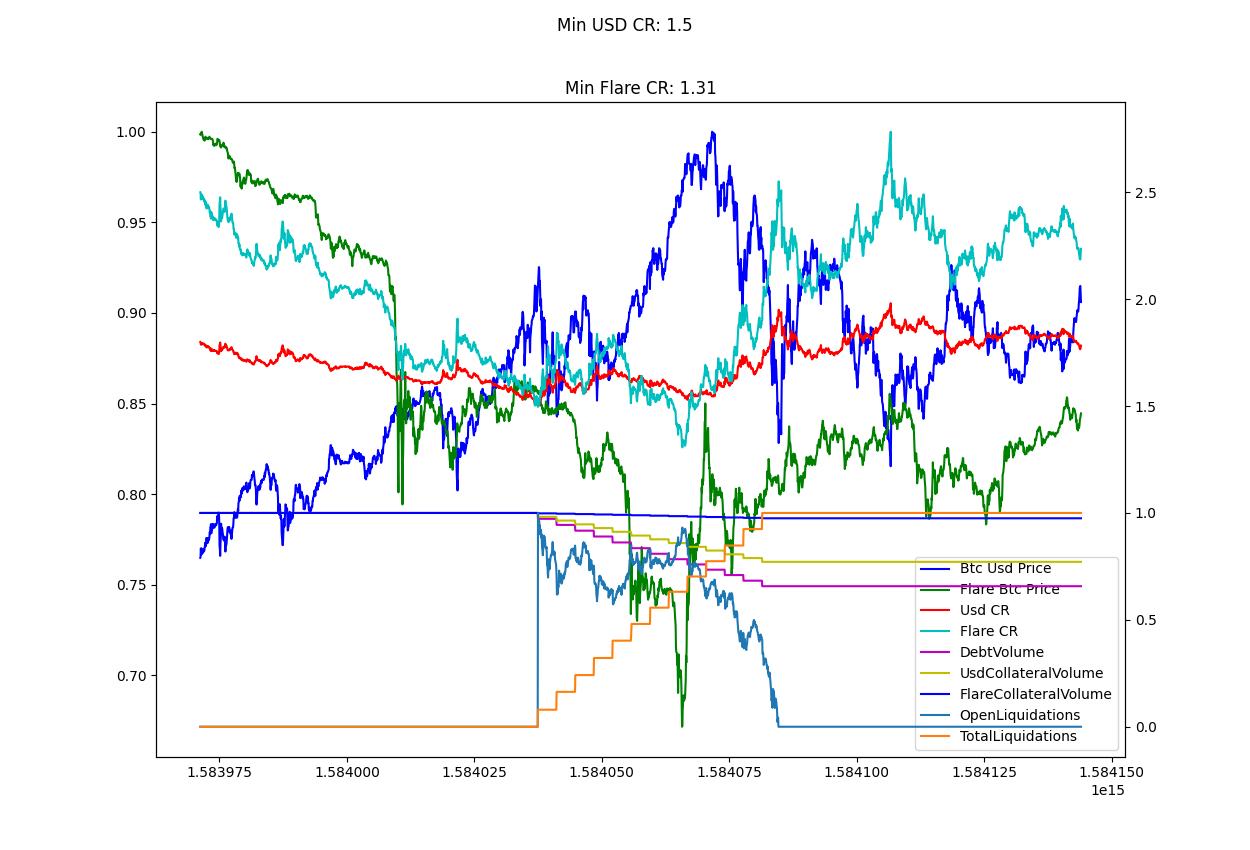 Min USD CR: 1.5
Min Flare CR: 1.31
1.00
0.95
0.90
0.85
0.80
0.75
0.70
2.5
2.0
1.5
1.0
0.5
0.0
Btc Usd Price
Flare Btc Price
Usd CR
Flare CR
DebtVolume
UsdCollateralVolume
FlareCollateralVolume
OpenLiquidations
TotalLiquidations
1.583975 1.584000 1.584025 1.584050 1.584075 1.584100 1.584125 1.584150
1e15